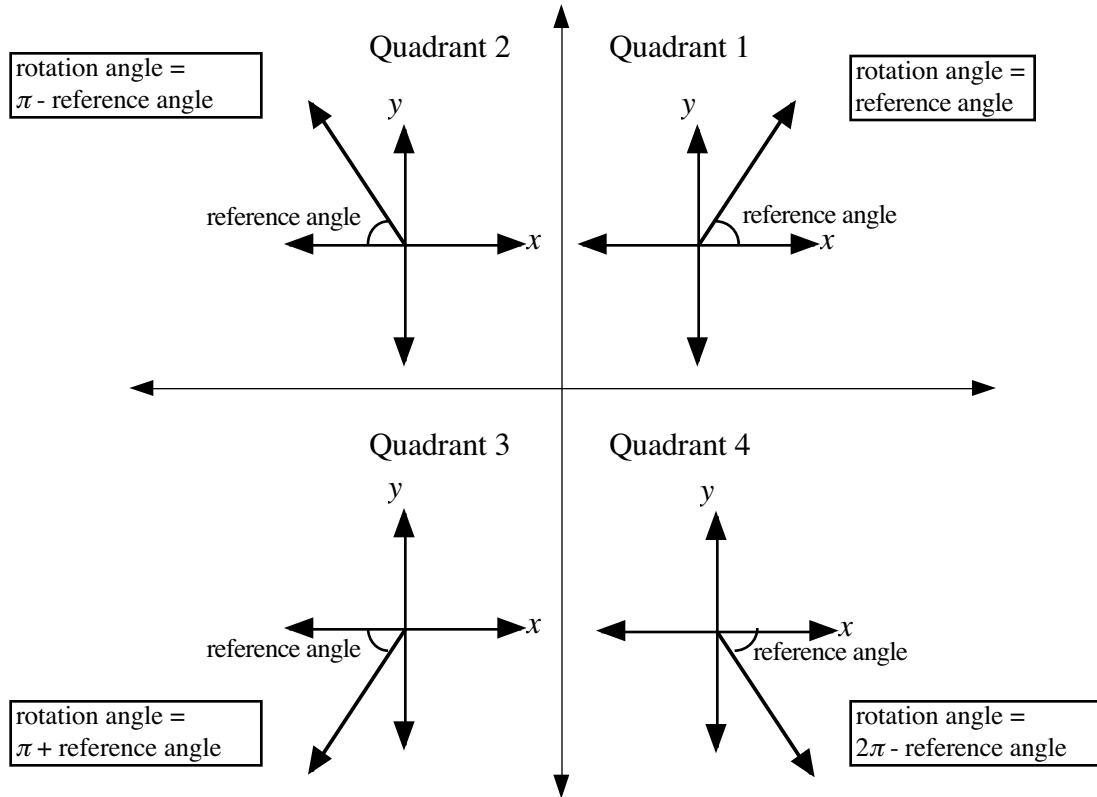 Quadrant 2
Quadrant 1
rotation angle =
π - reference angle
rotation angle =
reference angle
y
y
reference angle
x
reference angle
x
Quadrant 3
Quadrant 4
y
y
reference angle
x
reference angle
x
rotation angle =
π + reference angle
rotation angle =
2π - reference angle